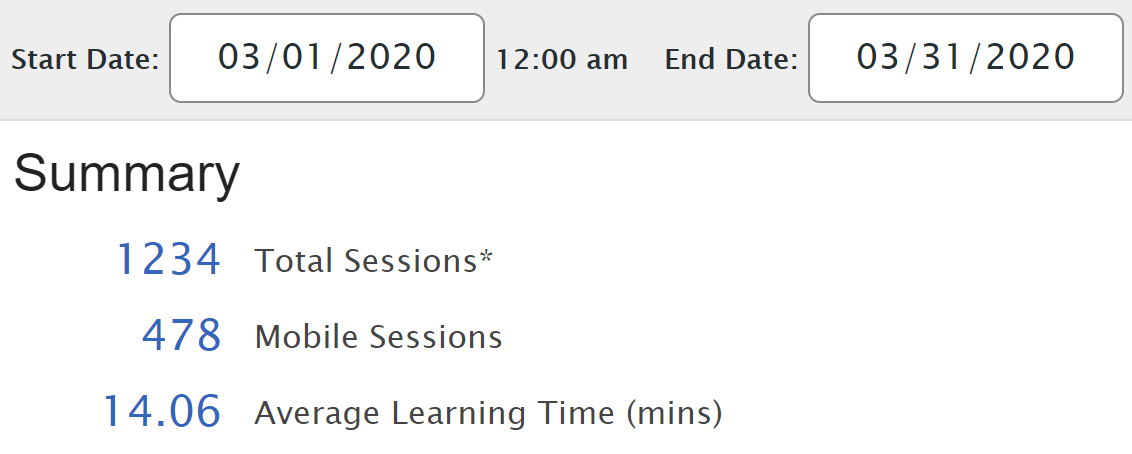 Start Date: 03/01/2020 12:00 am End Date: 03/31/2020
Summary
1234 Total Sessions*
478 Mobile Sessions
14.06 Average Learning Time (mins)